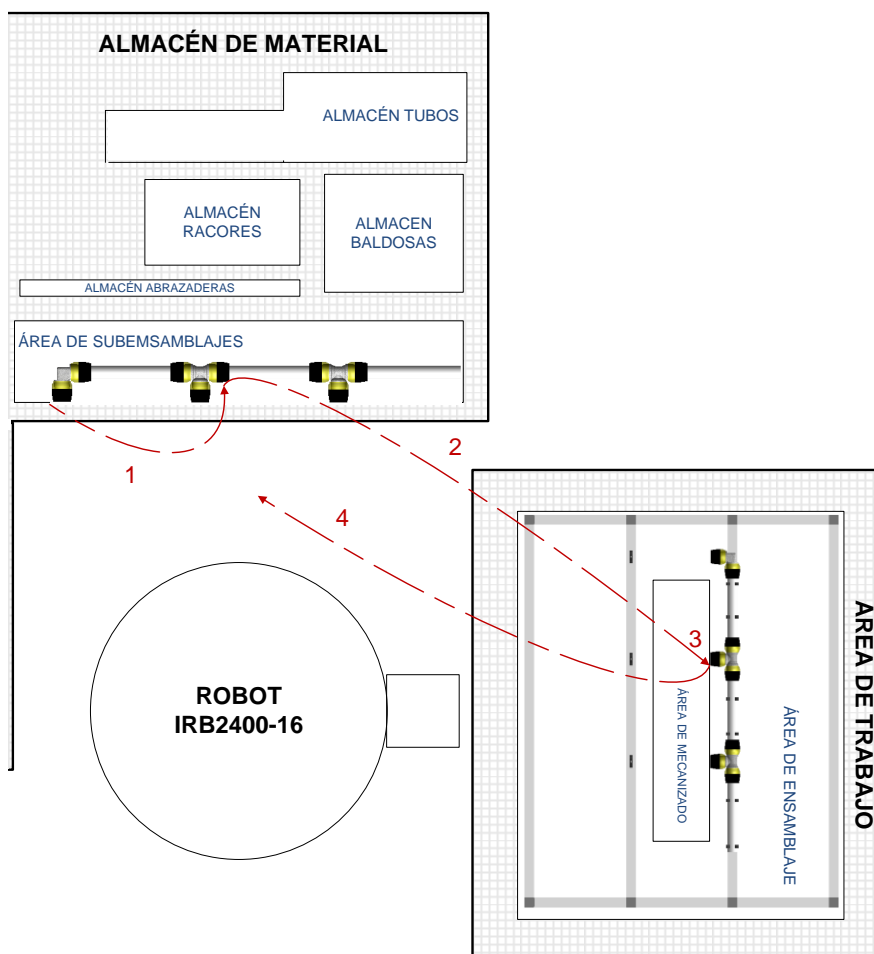 ALMACÉN DE MATERIAL
ALMACÉN TUBOS
ALMACÉN
RACORES
ALMACEN
BALDOSAS
ALMACÉN ABRAZADERAS
ÁREA DE SUBEMSAMBLAJES
1
2
4
3
ROBOT
IRB2400-16
ÁREA DE MECANIZADO
ÁREA DE ENSAMBLAJE
AREA DE TRABAJO